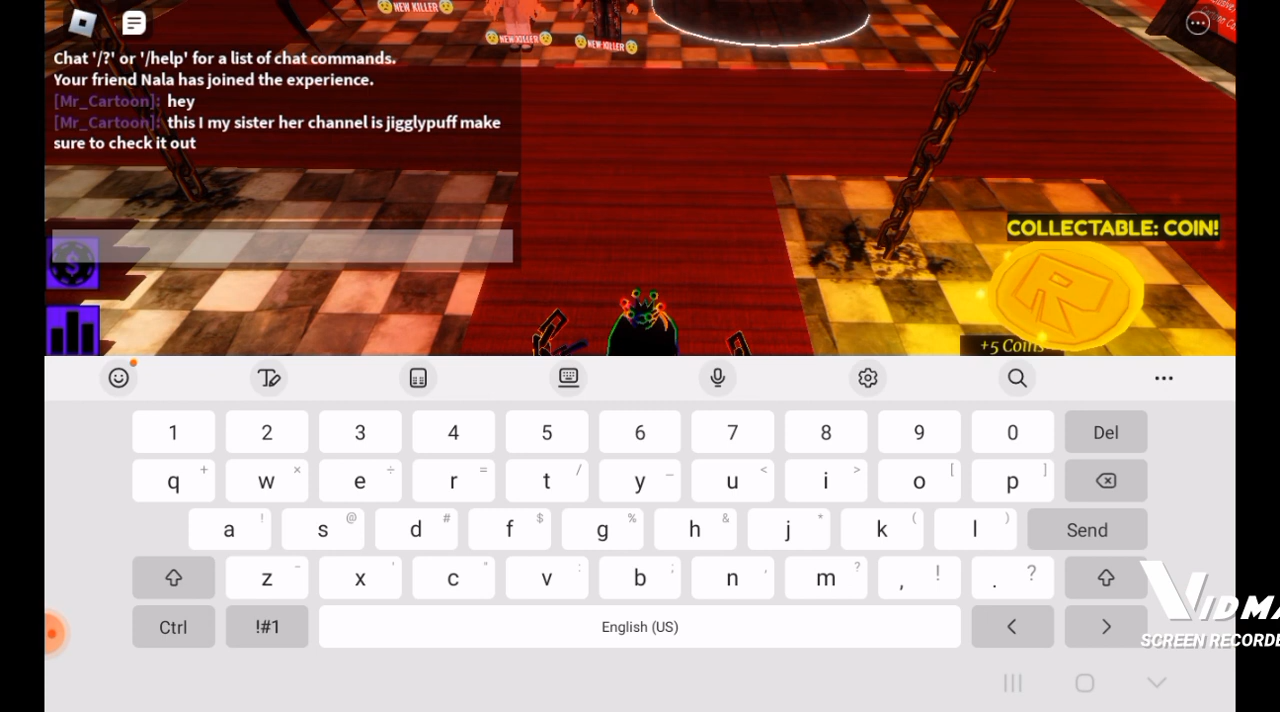 NEW KILLER
NEW KILLER
NEW KILLER
Chat '/?' or '/help' for a list of chat commands.
Your friend Nala has joined the experience.
[Mr_Cartoon]: hey
[Mr_Cartoon]: this I my sister her channel is jigglypuff make
sure to check it out
COLLECTABLE: COIN!
+5 Coins
1 2 3 4 5 6 7 8 9 0 Del
q + w × e ÷ r = t / y _ u < i > o [ p ]
a ! s @ d # f $ g % h & j * k ( l ) Send
z - x ' c " v : b ; n , m ? , ! . ?
Ctrl !#1 English (US) < >
SCREEN RECORDE